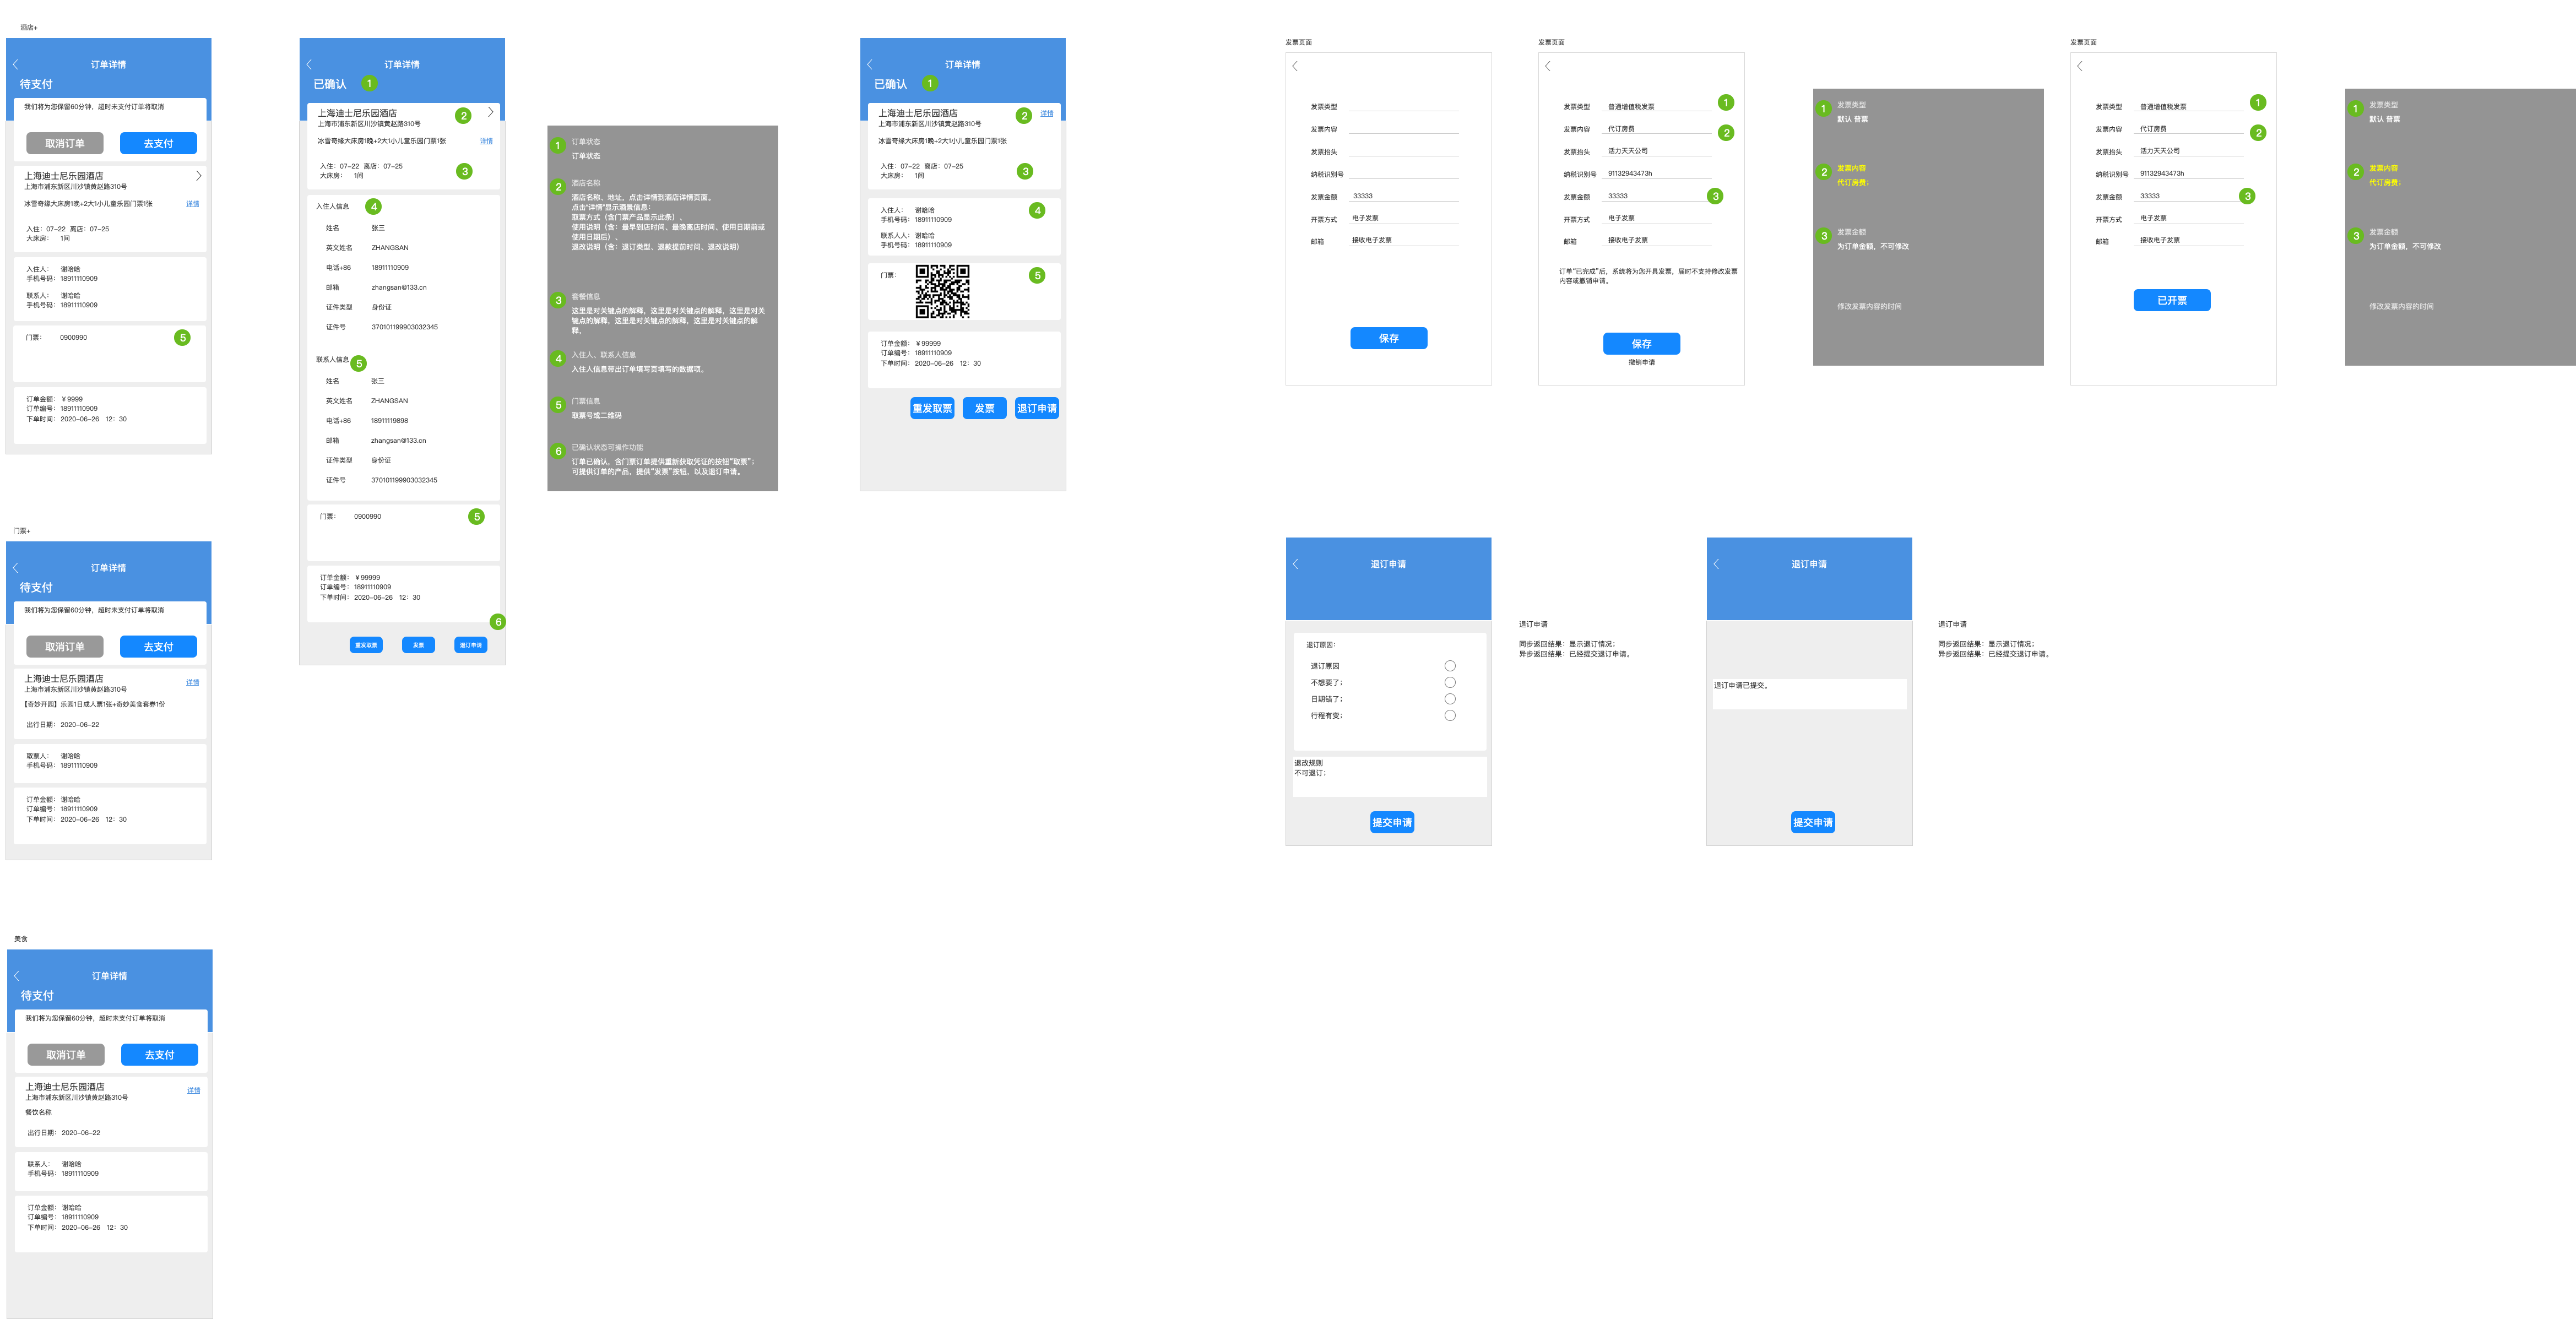 酒店+
订单详情
待支付
我们将为您保留60分钟，超时未支付订单将取消
取消订单
去支付
上海迪士尼乐园酒店
上海市浦东新区川沙镇黄赵路310号
冰雪奇缘大床房1晚+2大1小儿童乐园门票1张
详情
入住：07-22 离店：07-25
大床房： 1间
入住人： 谢哈哈
手机号码：18911110909
联系人： 谢哈哈
手机号码：18911110909
门票： 0900990
5
订单金额：￥9999
订单编号：18911110909
下单时间：2020-06-26 12：30
订单详情
已确认
1
上海迪士尼乐园酒店
2
上海市浦东新区川沙镇黄赵路310号
冰雪奇缘大床房1晚+2大1小儿童乐园门票1张
详情
入住：07-22 离店：07-25
大床房： 1间
3
入住人信息
4
姓名 张三
英文姓名 ZHANGSAN
电话+86 18911110909
邮箱 zhangsan@133.cn
证件类型 身份证
证件号 370101199903032345
联系人信息
5
姓名 张三
英文姓名 ZHANGSAN
电话+86 18911119898
邮箱 zhangsan@133.cn
证件类型 身份证
证件号 370101199903032345
门票： 0900990
5
订单金额：￥99999
订单编号：18911110909
下单时间：2020-06-26 12：30
6
重发取票
发票
退订申请
1 订单状态
订单状态
2 酒店名称
酒店名称、地址，点击详情到酒店详情页面。
点击“详情”显示酒景信息：
取票方式（含门票产品显示此条）、
使用说明（含：最早到店时间、最晚离店时间、使用日期前或
使用日期后）、
退改说明（含：退订类型、退款提前时间、退改说明）
3 套餐信息
这里是对关键点的解释，这里是对关键点的解释，这里是对关
键点的解释，这里是对关键点的解释，这里是对关键点的解
释，
4 入住人、联系人信息
入住人信息带出订单填写页填写的数据项。
5 门票信息
取票号或二维码
6 已确认状态可操作功能
订单已确认，含门票订单提供重新获取凭证的按钮“取票”；
可提供订单的产品，提供“发票”按钮，以及退订申请。
订单详情
已确认
1
上海迪士尼乐园酒店
2
详情
上海市浦东新区川沙镇黄赵路310号
冰雪奇缘大床房1晚+2大1小儿童乐园门票1张
入住：07-22 离店：07-25
大床房： 1间
3
入住人： 谢哈哈
手机号码：18911110909
4
联系人人： 谢哈哈
手机号码：18911110909
门票：
5
订单金额：￥99999
订单编号：18911110909
下单时间：2020-06-26 12：30
重发取票
发票
退订申请
发票页面
发票类型
发票内容
发票抬头
纳税识别号
发票金额 33333
开票方式 电子发票
邮箱 接收电子发票
保存
发票页面
发票类型 普通增值税发票
1
发票内容 代订房费
2
发票抬头 活力天天公司
纳税识别号 91132943473h
发票金额 33333
3
开票方式 电子发票
邮箱 接收电子发票
订单“已完成”后，系统将为您开具发票，届时不支持修改发票
内容或撤销申请。
保存
撤销申请
1 发票类型
默认 普票
2 发票内容
代订房费；
3 发票金额
为订单金额，不可修改
修改发票内容的时间
发票页面
发票类型 普通增值税发票
1
发票内容 代订房费
2
发票抬头 活力天天公司
纳税识别号 91132943473h
发票金额 33333
3
开票方式 电子发票
邮箱 接收电子发票
已开票
1 发票类型
默认 普票
2 发票内容
代订房费；
3 发票金额
为订单金额，不可修改
修改发票内容的时间
门票+
订单详情
待支付
我们将为您保留60分钟，超时未支付订单将取消
取消订单
去支付
上海迪士尼乐园酒店
上海市浦东新区川沙镇黄赵路310号
详情
【奇妙开园】乐园1日成人票1张+奇妙美食套券1份
出行日期：2020-06-22
取票人： 谢哈哈
手机号码：18911110909
订单金额：谢哈哈
订单编号：18911110909
下单时间：2020-06-26 12：30
退订申请
退订原因：
退订原因
不想要了；
日期错了；
行程有变；
退改规则
不可退订；
提交申请
退订申请
同步返回结果：显示退订情况；
异步返回结果：已经提交退订申请。
退订申请
退订申请已提交。
提交申请
退订申请
同步返回结果：显示退订情况；
异步返回结果：已经提交退订申请。
美食
订单详情
待支付
我们将为您保留60分钟，超时未支付订单将取消
取消订单
去支付
上海迪士尼乐园酒店
上海市浦东新区川沙镇黄赵路310号
详情
餐饮名称
出行日期：2020-06-22
联系人： 谢哈哈
手机号码：18911110909
订单金额：谢哈哈
订单编号：18911110909
下单时间：2020-06-26 12：30